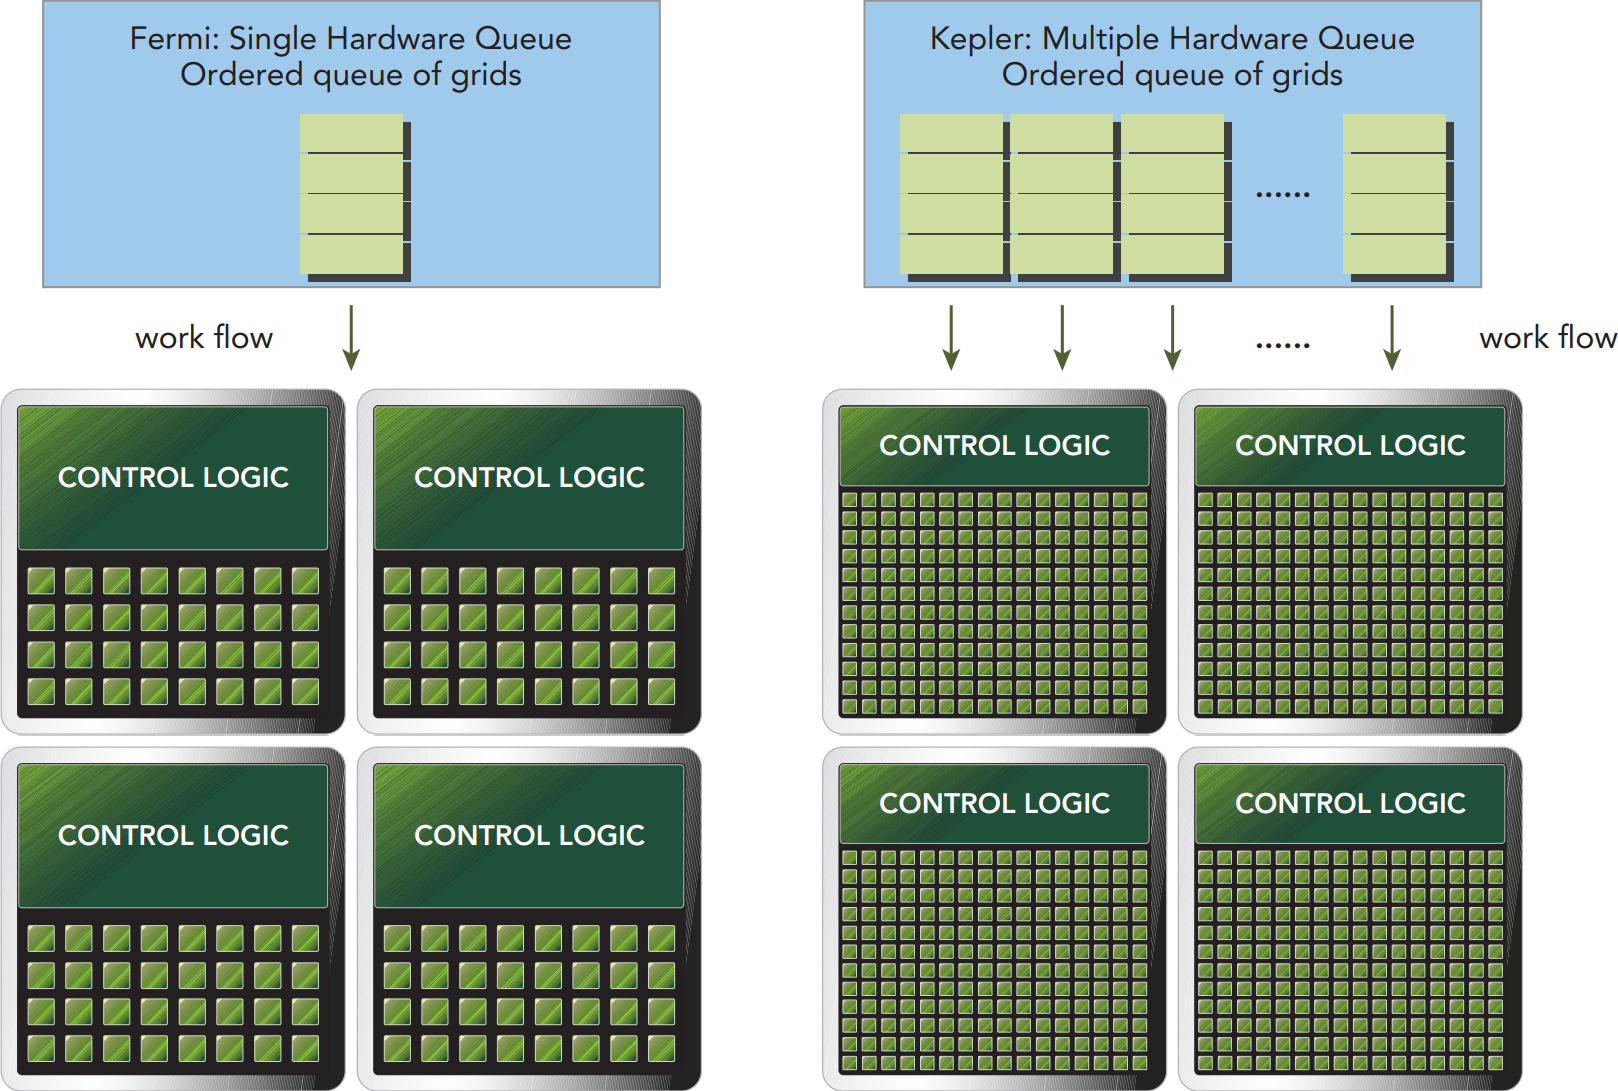 Fermi: Single Hardware Queue
Ordered queue of grids
work flow
CONTROL LOGIC
CONTROL LOGIC
CONTROL LOGIC
CONTROL LOGIC
Kepler: Multiple Hardware Queue
Ordered queue of grids
......
......
work flow
CONTROL LOGIC
CONTROL LOGIC
CONTROL LOGIC
CONTROL LOGIC